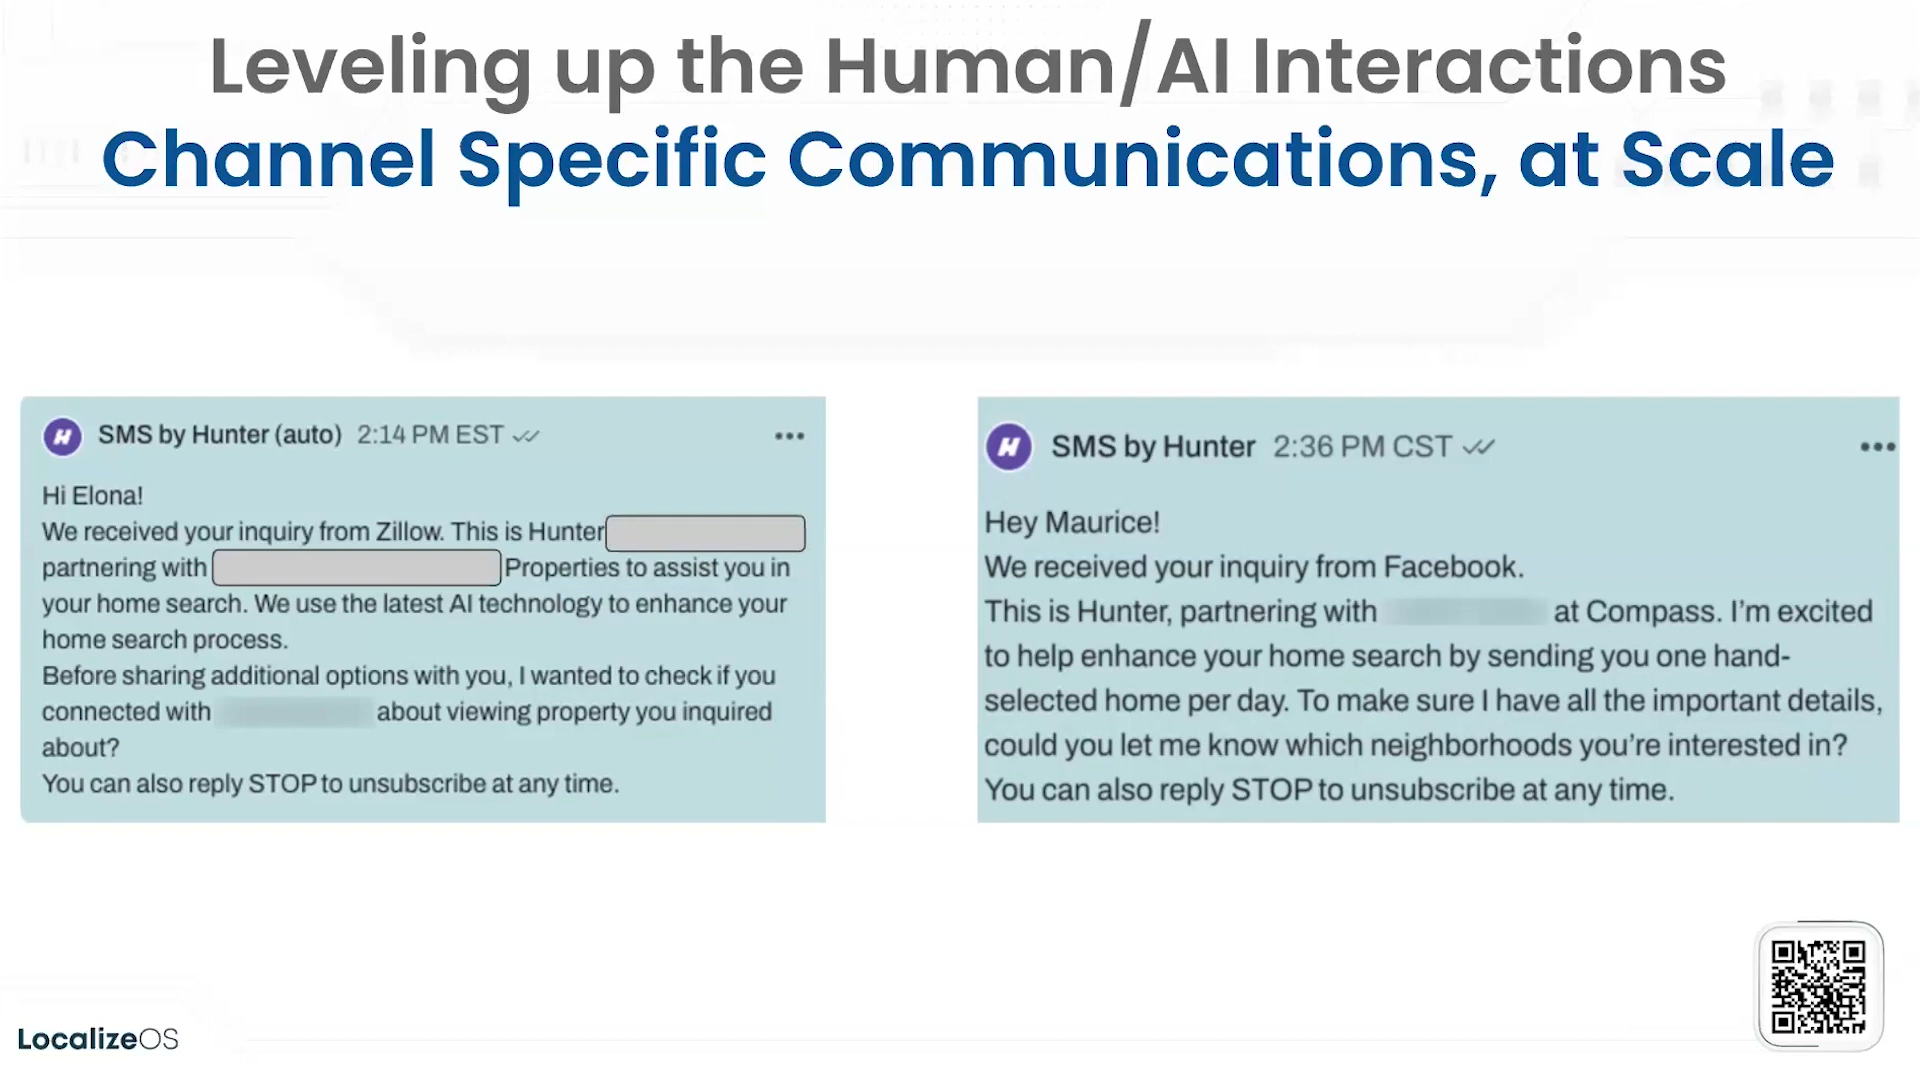 Leveling up the Human/AI Interactions
Channel Specific Communications, at Scale
SMS by Hunter (auto) 2:14 PM EST
Hi Elona!
We received your inquiry from Zillow. This is Hunter
partnering with Properties to assist you in
your home search. We use the latest AI technology to enhance your
home search process.
Before sharing additional options with you, I wanted to check if you
connected with about viewing property you inquired
about?
You can also reply STOP to unsubscribe at any time.
SMS by Hunter 2:36 PM CST
Hey Maurice!
We received your inquiry from Facebook.
This is Hunter, partnering with at Compass. I’m excited
to help enhance your home search by sending you one hand-
selected home per day. To make sure I have all the important details,
could you let me know which neighborhoods you’re interested in?
You can also reply STOP to unsubscribe at any time.
LocalizeOS